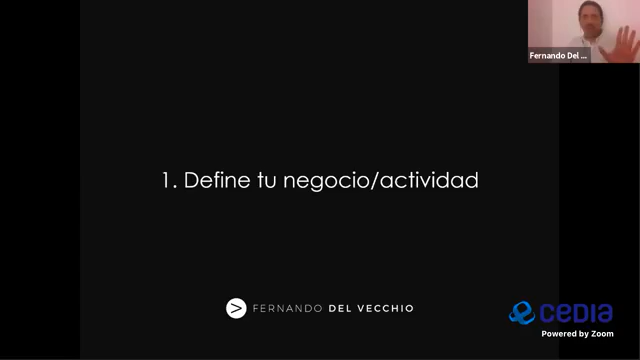 Fernando Del ...
1. Define tu negocio/actividad
> FERNANDO DEL VECCHIO
CEDIA
Powered by Zoom